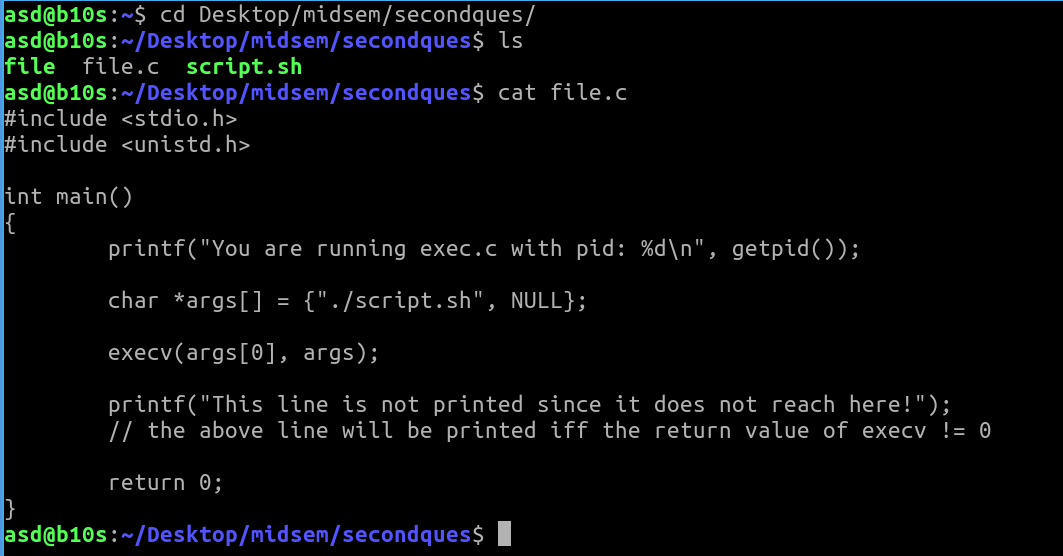 asd@b10s:~$ cd Desktop/midsem/secondques/
asd@b10s:~/Desktop/midsem/secondques$ ls
file  file.c  script.sh
asd@b10s:~/Desktop/midsem/secondques$ cat file.c
#include <stdio.h>
#include <unistd.h>

int main()
{
        printf("You are running exec.c with pid: %d\n", getpid());

        char *args[] = {"./script.sh", NULL};

        execv(args[0], args);

        printf("This line is not printed since it does not reach here!");
        // the above line will be printed iff the return value of execv != 0

        return 0;
}
asd@b10s:~/Desktop/midsem/secondques$